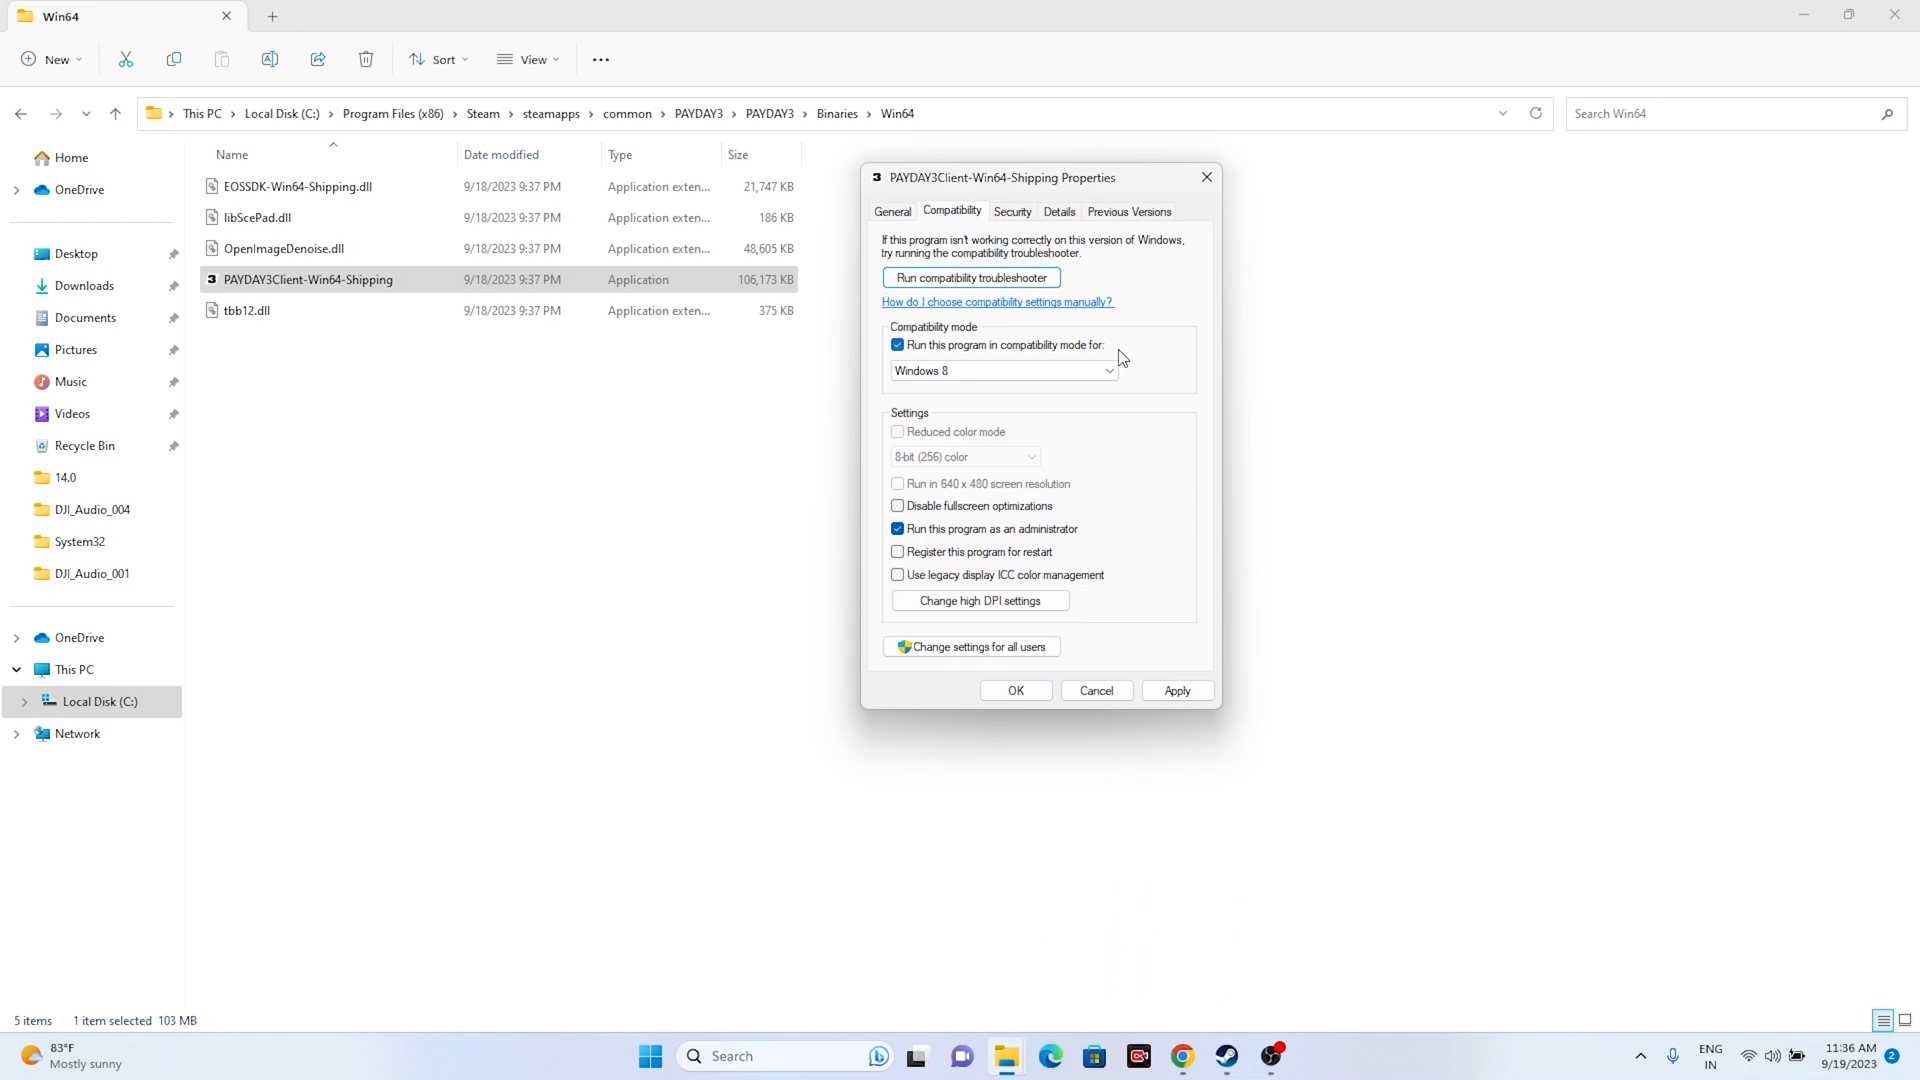 Win64
New
Sort
View
This PC
Local Disk (C:)
Program Files (x86)
Steam
steamapps
common
PAYDAY3
PAYDAY3
Binaries
Win64
Search Win64
Home
OneDrive
Desktop
Downloads
Documents
Pictures
Music
Videos
Recycle Bin
14.0
DJI_Audio_004
System32
DJI_Audio_001
OneDrive
This PC
Local Disk (C:)
Network
Name Date modified Type Size
EOSSDK-Win64-Shipping.dll 9/18/2023 9:37 PM Application exten... 21,747 KB
libScePad.dll 9/18/2023 9:37 PM Application exten... 186 KB
OpenImageDenoise.dll 9/18/2023 9:37 PM Application exten... 48,605 KB
PAYDAY3Client-Win64-Shipping 9/18/2023 9:37 PM Application 106,173 KB
tbb12.dll 9/18/2023 9:37 PM Application exten... 375 KB
3 PAYDAY3Client-Win64-Shipping Properties
General Compatibility Security Details Previous Versions
If this program isn't working correctly on this version of Windows,
try running the compatibility troubleshooter.
Run compatibility troubleshooter
How do I choose compatibility settings manually?
Compatibility mode
Run this program in compatibility mode for:
Windows 8
Settings
Reduced color mode
8-bit (256) color
Run in 640 x 480 screen resolution
Disable fullscreen optimizations
Run this program as an administrator
Register this program for restart
Use legacy display ICC color management
Change high DPI settings
Change settings for all users
OK Cancel Apply
5 items 1 item selected 103 MB
83°F
Mostly sunny
Search
ENG
IN
11:36 AM
9/19/2023
2